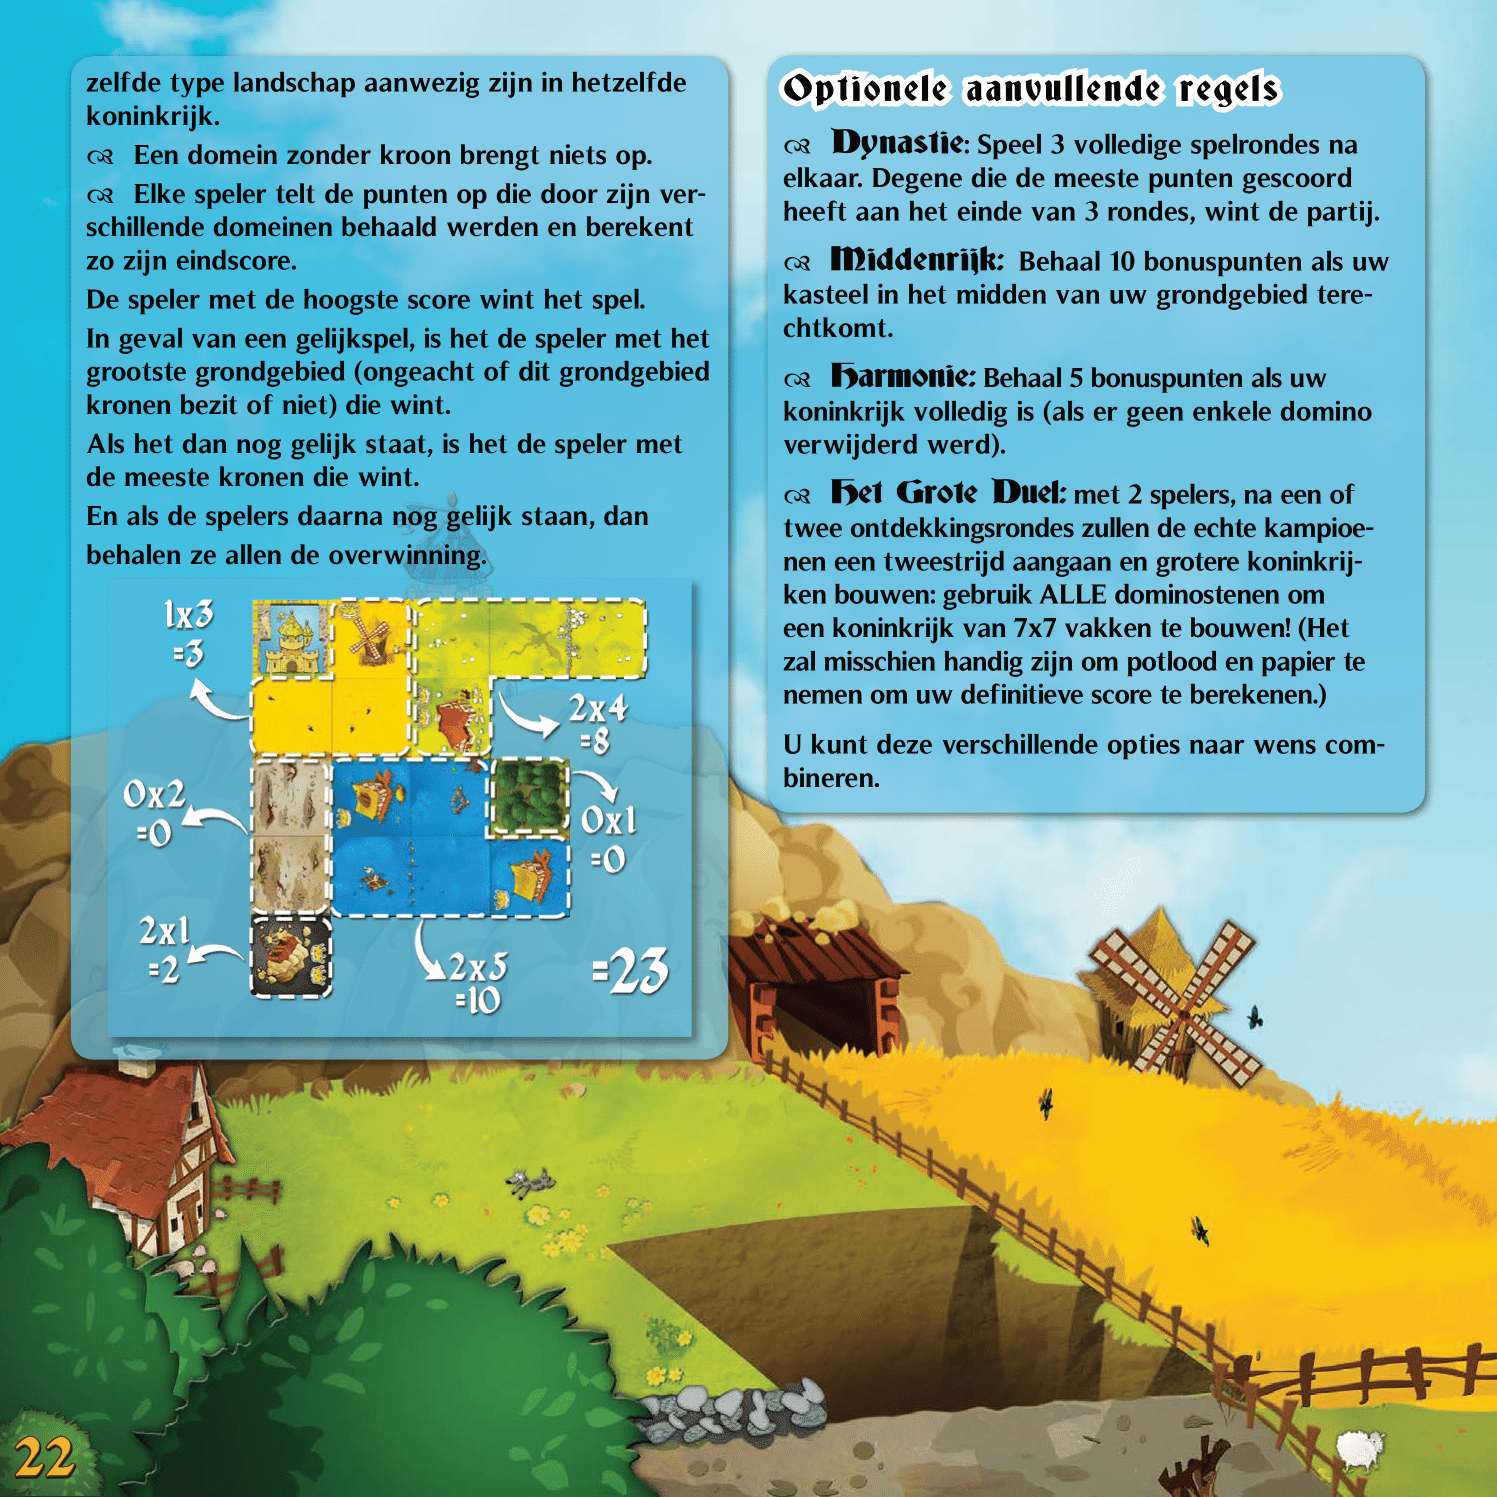 zelfde type landschap aanwezig zijn in hetzelfde
koninkrijk.
Een domein zonder kroon brengt niets op.
Elke speler telt de punten op die door zijn ver-
schillende domeinen behaald werden en berekent
zo zijn eindscore.
De speler met de hoogste score wint het spel.
In geval van een gelijkspel, is het de speler met het
grootste grondgebied (ongeacht of dit grondgebied
kronen bezit of niet) die wint.
Als het dan nog gelijk staat, is het de speler met
de meeste kronen die wint.
En als de spelers daarna nog gelijk staan, dan
behalen ze allen de overwinning.
1x3
=3
2x4
=8
0x2
=0
0x1
=0
2x1
=2
2x5
=10
=23
Optionele aanvullende regels
Dynastie: Speel 3 volledige spelrondes na
elkaar. Degene die de meeste punten gescoord
heeft aan het einde van 3 rondes, wint de partij.
Middenrijk: Behaal 10 bonuspunten als uw
kasteel in het midden van uw grondgebied tere-
chtkomt.
Harmonie: Behaal 5 bonuspunten als uw
koninkrijk volledig is (als er geen enkele domino
verwijderd werd).
Het Grote Duel: met 2 spelers, na een of
twee ontdekkingsrondes zullen de echte kampioe-
nen een tweestrijd aangaan en grotere koninkrij-
ken bouwen: gebruik ALLE dominostenen om
een koninkrijk van 7x7 vakken te bouwen! (Het
zal misschien handig zijn om potlood en papier te
nemen om uw definitieve score te berekenen.)
U kunt deze verschillende opties naar wens com-
bineren.
22